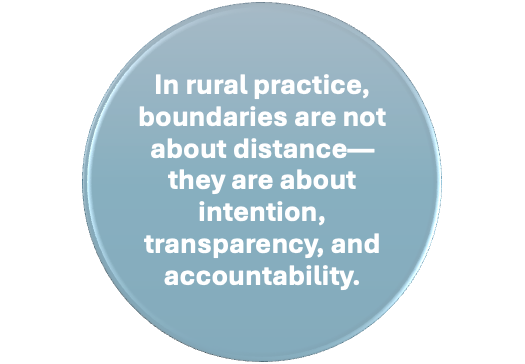 In rural practice,
boundaries are not
about distance—
they are about
intention,
transparency, and
accountability.